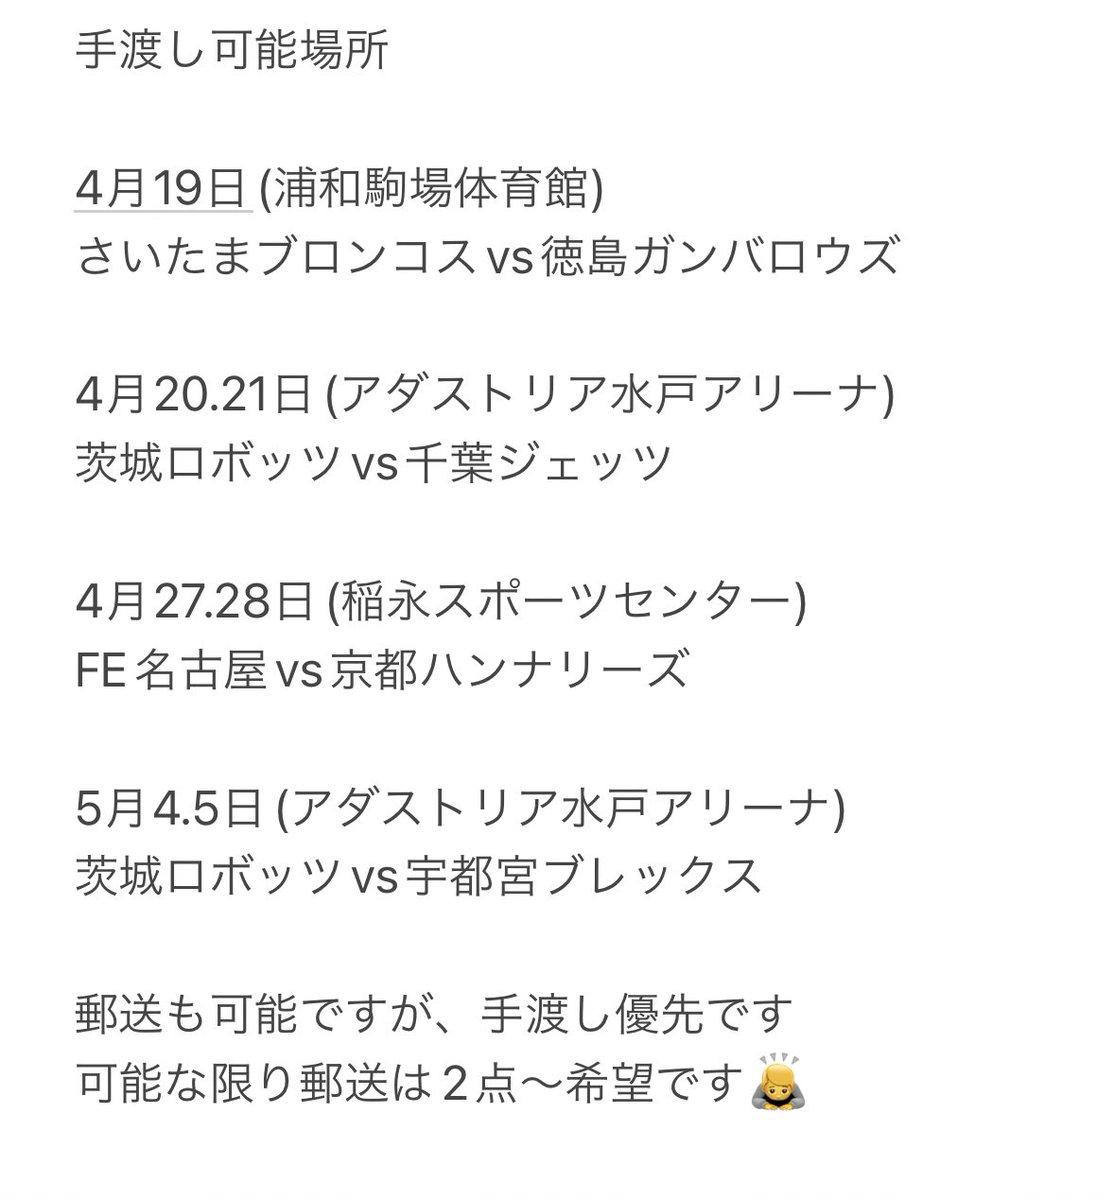 手渡し可能場所
4月19日(浦和駒場体育館)
さいたまブロンコスvs徳島ガンバロウズ
4月20.21日(アダストリア水戸アリーナ)
茨城ロボッツvs千葉ジェッツ
4月27.28日(稲永スポーツセンター)
FE名古屋vs京都ハンナリーズ
5月4.5日(アダストリア水戸アリーナ)
茨城ロボッツvs宇都宮ブレックス
郵送も可能ですが、手渡し優先です
可能な限り郵送は2点〜希望です🙇